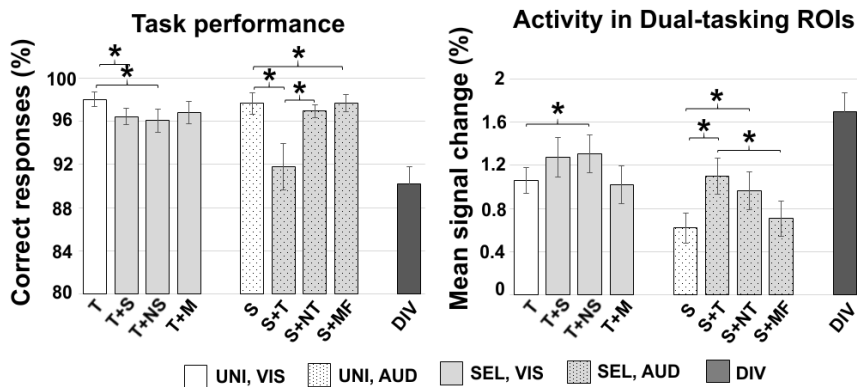 Task performance
Correct responses (%)
100
96
92
88
84
80
*
*
*
*
*
T
T+S
T+NS
T+M
S
S+T
S+NT
S+MF
DIV
Activity in Dual-tasking ROIs
Mean signal change (%)
2
1.6
1.2
0.8
0.4
0
*
*
*
*
T
T+S
T+NS
T+M
S
S+T
S+NT
S+MF
DIV
UNI, VIS
UNI, AUD
SEL, VIS
SEL, AUD
DIV